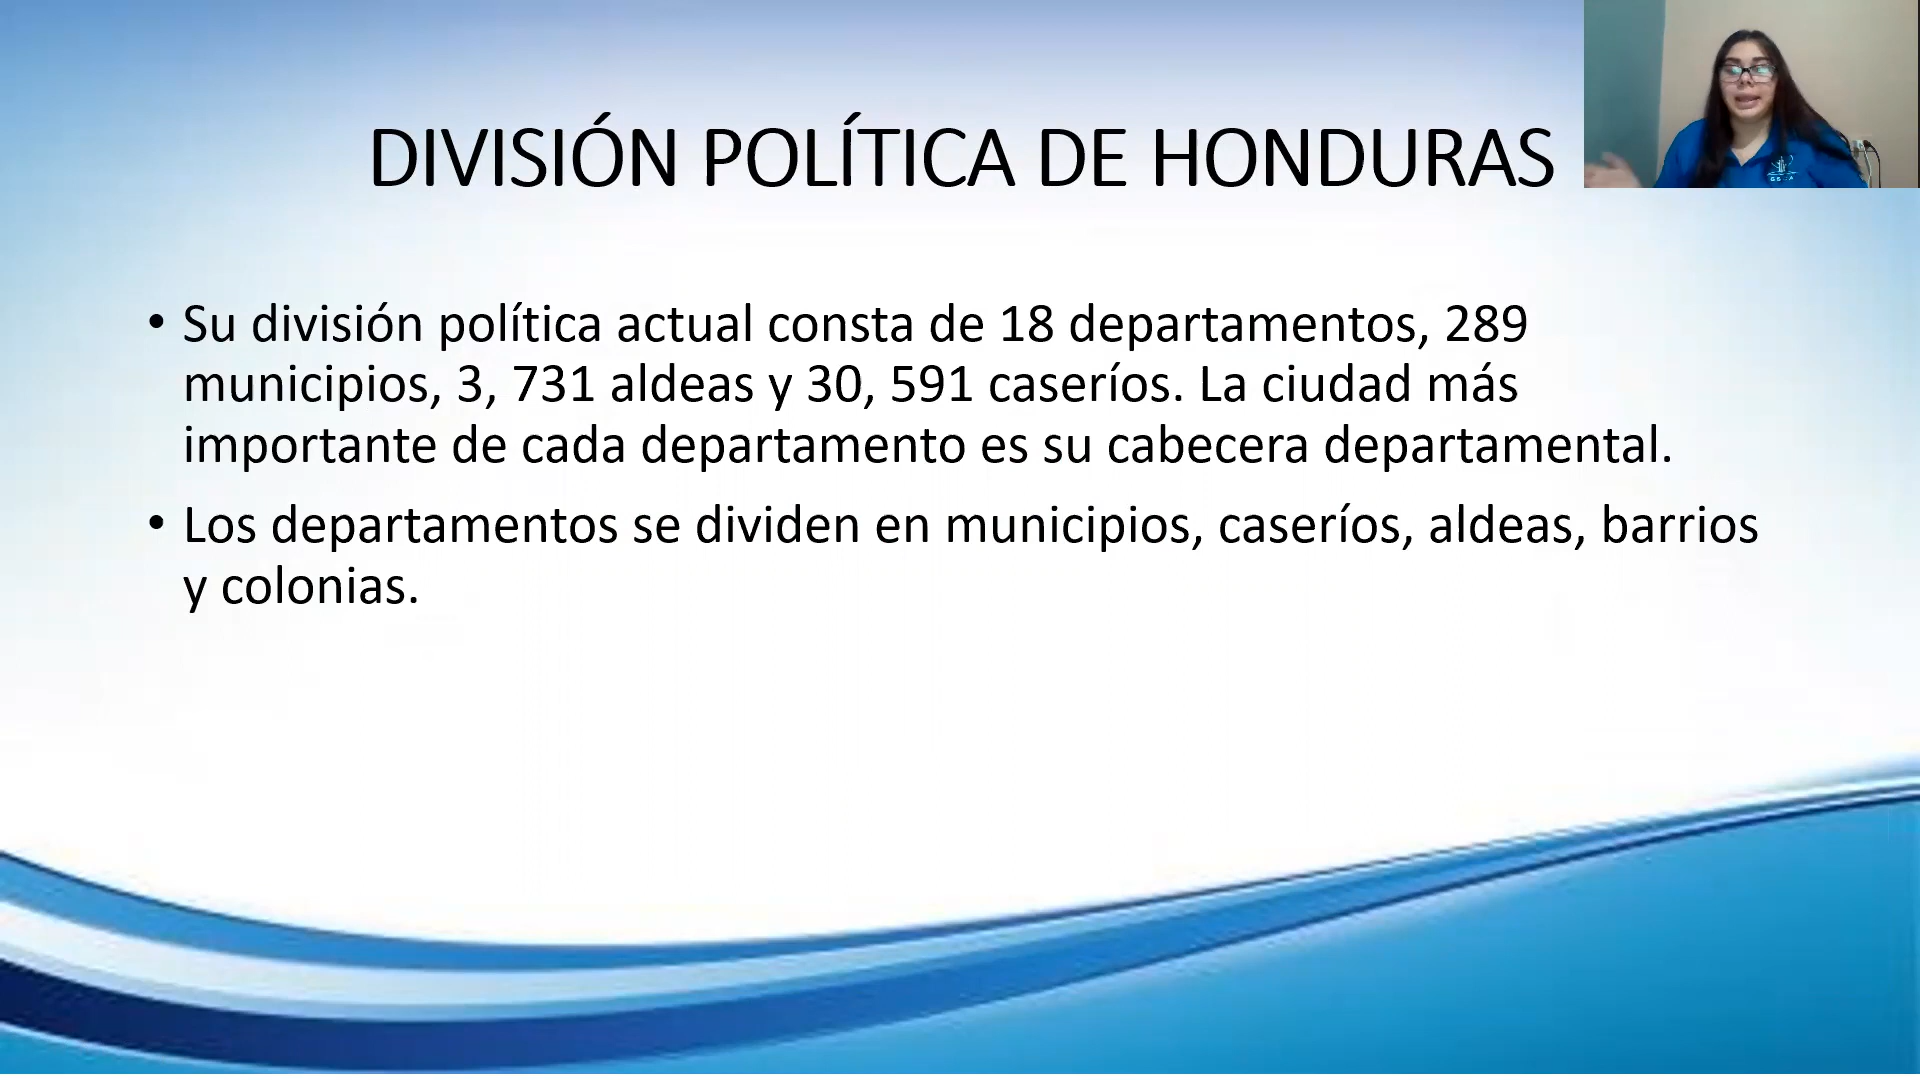 DIVISIÓN POLÍTICA DE HONDURAS
• Su división política actual consta de 18 departamentos, 289
municipios, 3, 731 aldeas y 30, 591 caseríos. La ciudad más
importante de cada departamento es su cabecera departamental.
• Los departamentos se dividen en municipios, caseríos, aldeas, barrios
y colonias.